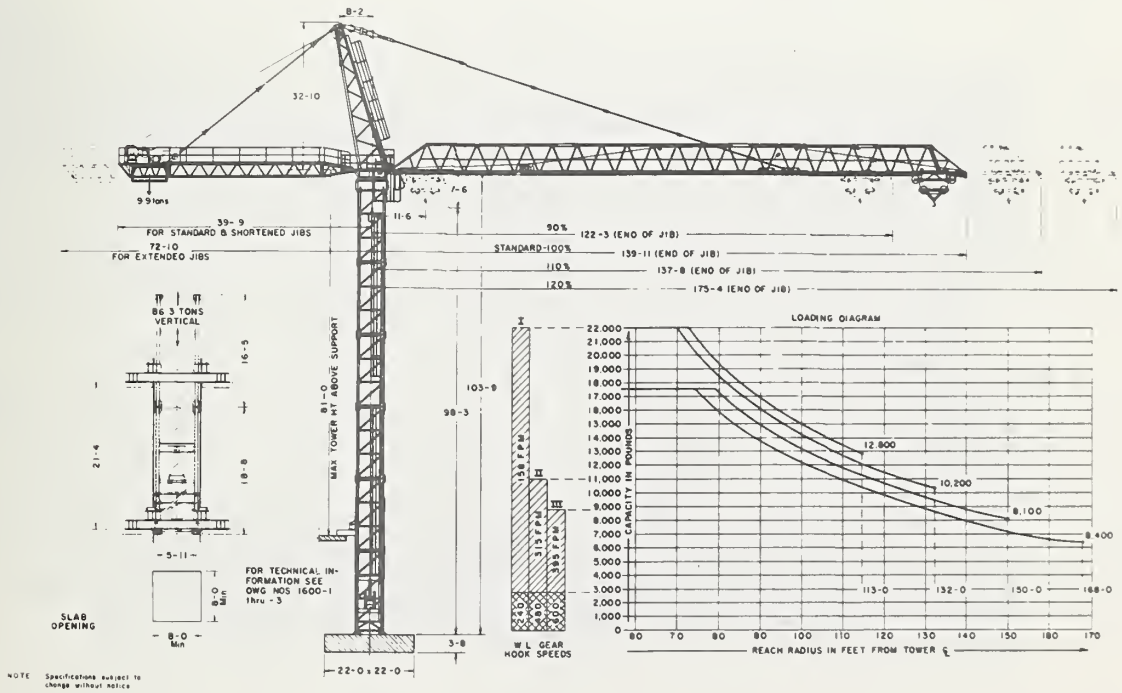 8-2
32-10
9.9 tons
7-6
11-6
39-9
FOR STANDARD & SHORTENED JIBS
72-10
FOR EXTENDED JIBS
90%
122-3 (END OF JIB)
STANDARD-100%
139-11 (END OF JIB)
110%
137-8 (END OF JIB)
120%
175-4 (END OF JIB)
86.3 TONS
VERTICAL
16-5
21-4
18-8
5-11
81-0
MAX TOWER HT ABOVE SUPPORT
103-9
98-3
3-8
22-0 x 22-0
SLAB
OPENING
8-0
Min
8-0
Min
FOR TECHNICAL IN-
FORMATION SEE
DWG NOS 1600-1
thru -3
I
II
III
158 FPM
315 FPM
395 FPM
240
480
600
W L GEAR
HOOK SPEEDS
LOADING DIAGRAM
CAPACITY IN POUNDS
22,000
21,000
20,000
19,000
18,000
17,000
16,000
15,000
14,000
13,000
12,000
11,000
10,000
9,000
8,000
7,000
6,000
5,000
4,000
3,000
2,000
1,000
0
12,800
10,200
8,100
8,400
113-0
132-0
150-0
168-0
60
70
80
90
100
110
120
130
140
150
160
170
REACH RADIUS IN FEET FROM TOWER ℄
NOTE Specifications subject to
change without notice